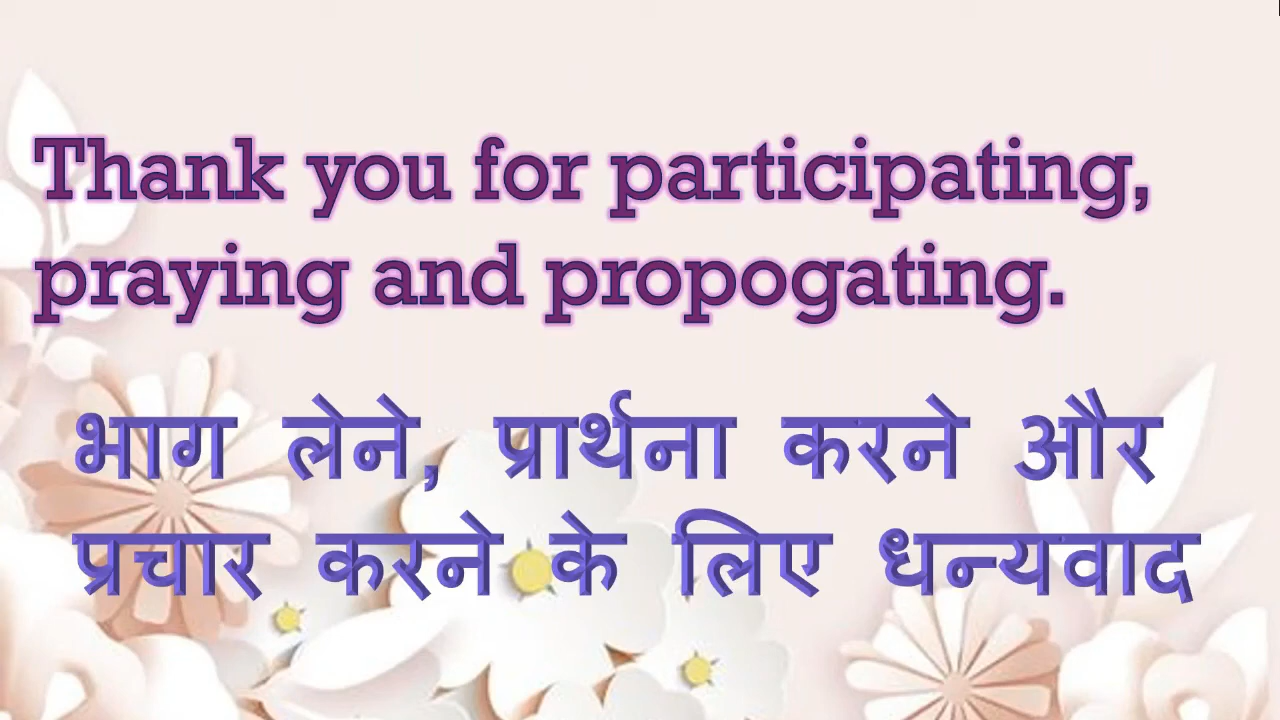 Thank you for participating,
praying and propogating.
भाग लेने, प्रार्थना करने और
प्रचार करने के लिए धन्यवाद